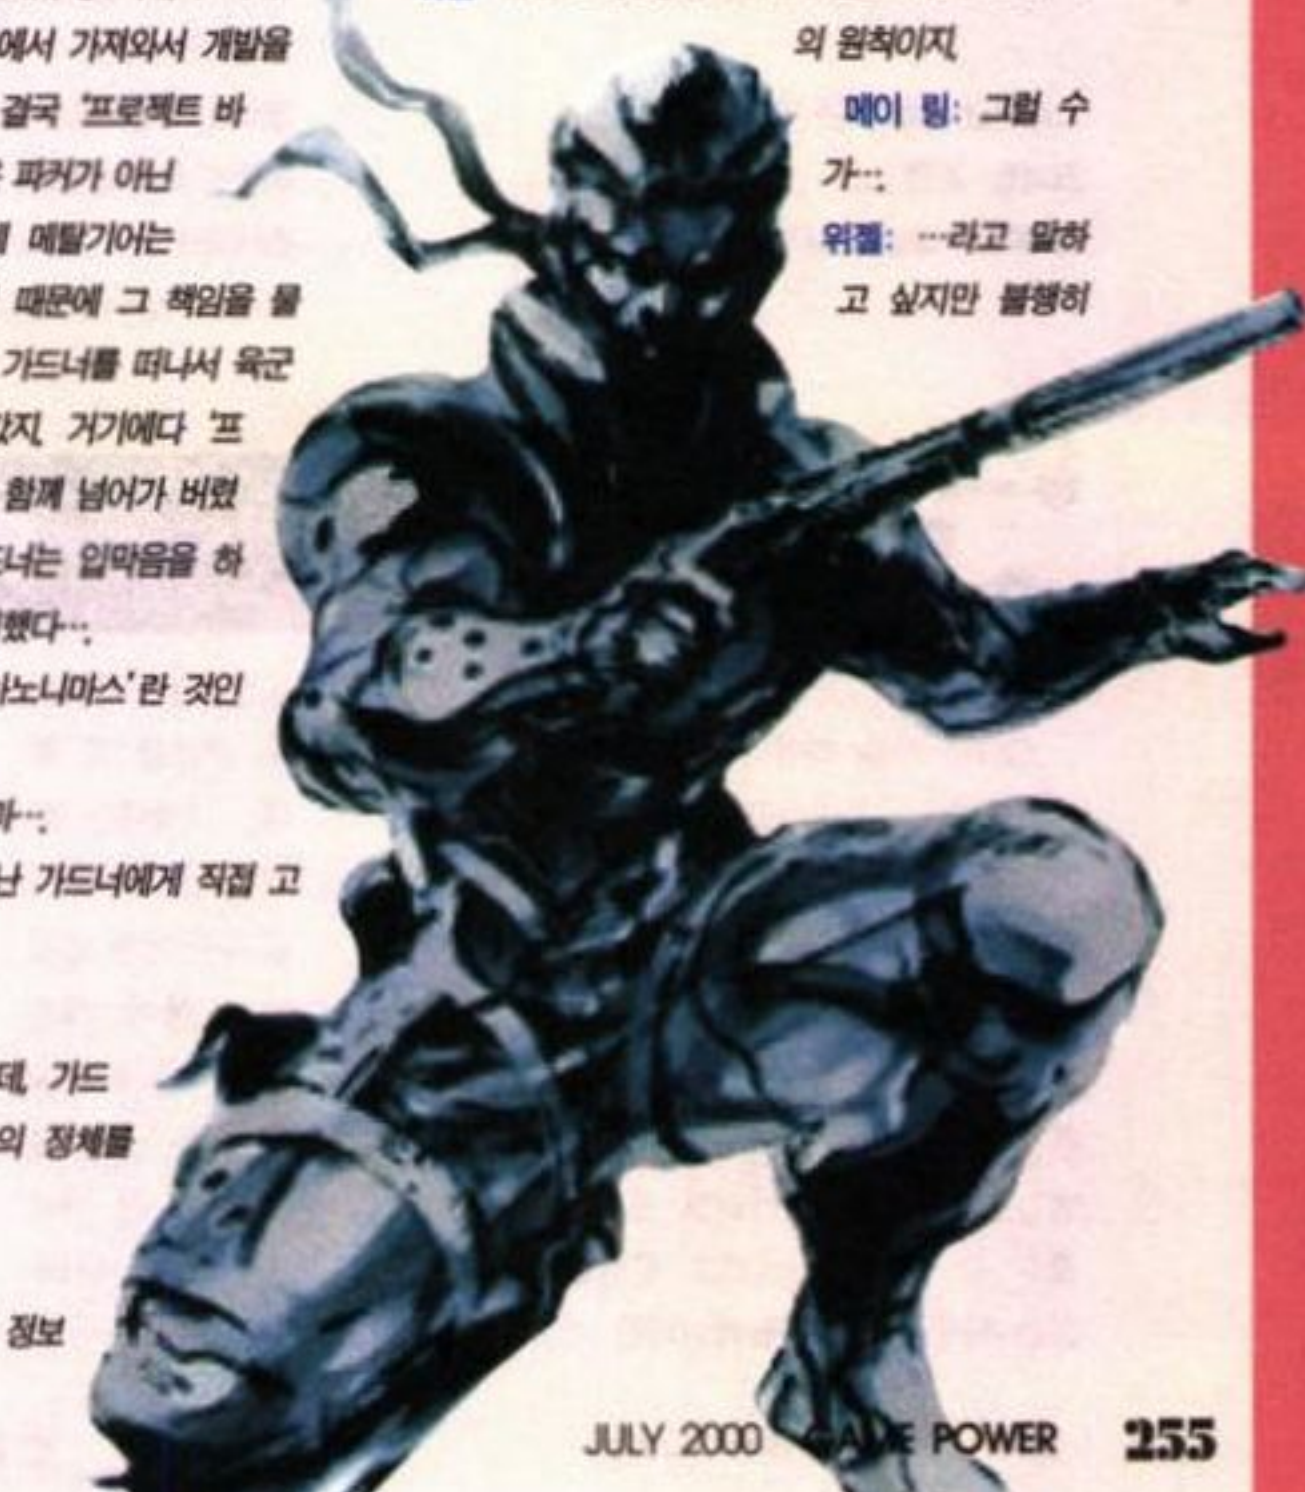 에서 가져와서 개발을
결국 '프로젝트 바
파커가 아닌
메탈기어는
때문에 그 책임을 물
가드너를 떠나서 육군
갔지. 거기에다 '프
함께 넘어가 버렸
드너는 입막음을 하
했다….
아노니마스'란 것인
마….
난 가드너에게 직접 고
데, 가드
의 정체를
정보
의 원칙이지.
메이 링: 그럴 수
가….
위젤: …라고 말하
고 싶지만 불행히
JULY 2000 GAME POWER 255